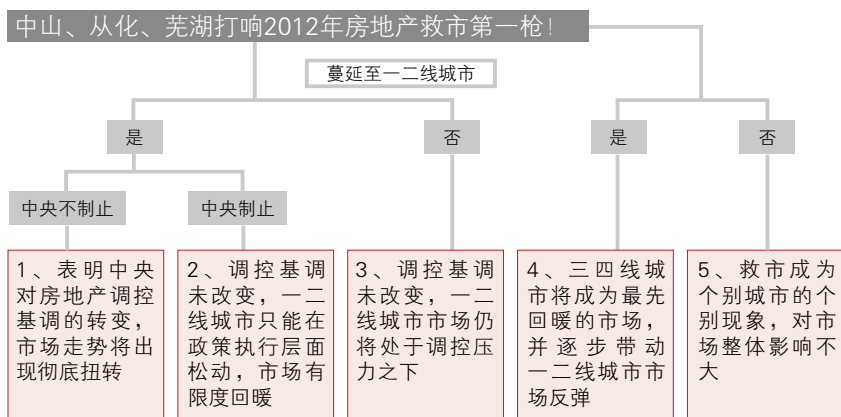 中山、从化、芜湖打响2012年房地产救市第一枪！
蔓延至一二线城市
是
否
是
否
中央不制止
中央制止
1、表明中央
对房地产调控
基调的转变，
市场走势将出
现彻底扭转
2、调控基调
未改变，一二
线城市只能在
政策执行层面
松动，市场有
限度回暖
3、调控基调
未改变，一二
线城市市场仍
将处于调控压
力之下
4、三四线城
市将成为最先
回暖的市场，
并逐步带动
一二线城市市
场反弹
5、救市成为
个别城市的个
别现象，对市
场整体影响不
大